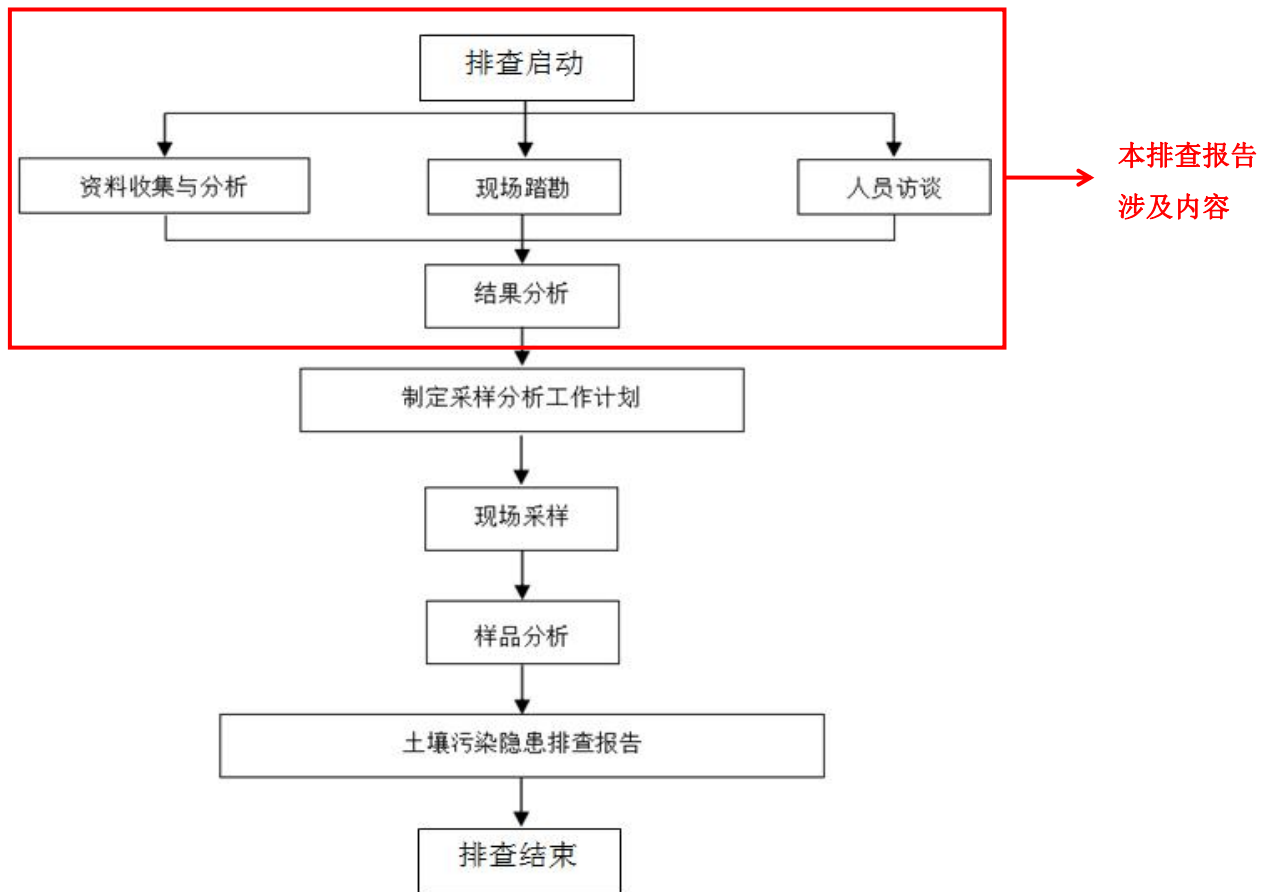 排查启动
资料收集与分析
现场踏勘
人员访谈
本排查报告
涉及内容
结果分析
制定采样分析工作计划
现场采样
样品分析
土壤污染隐患排查报告
排查结束